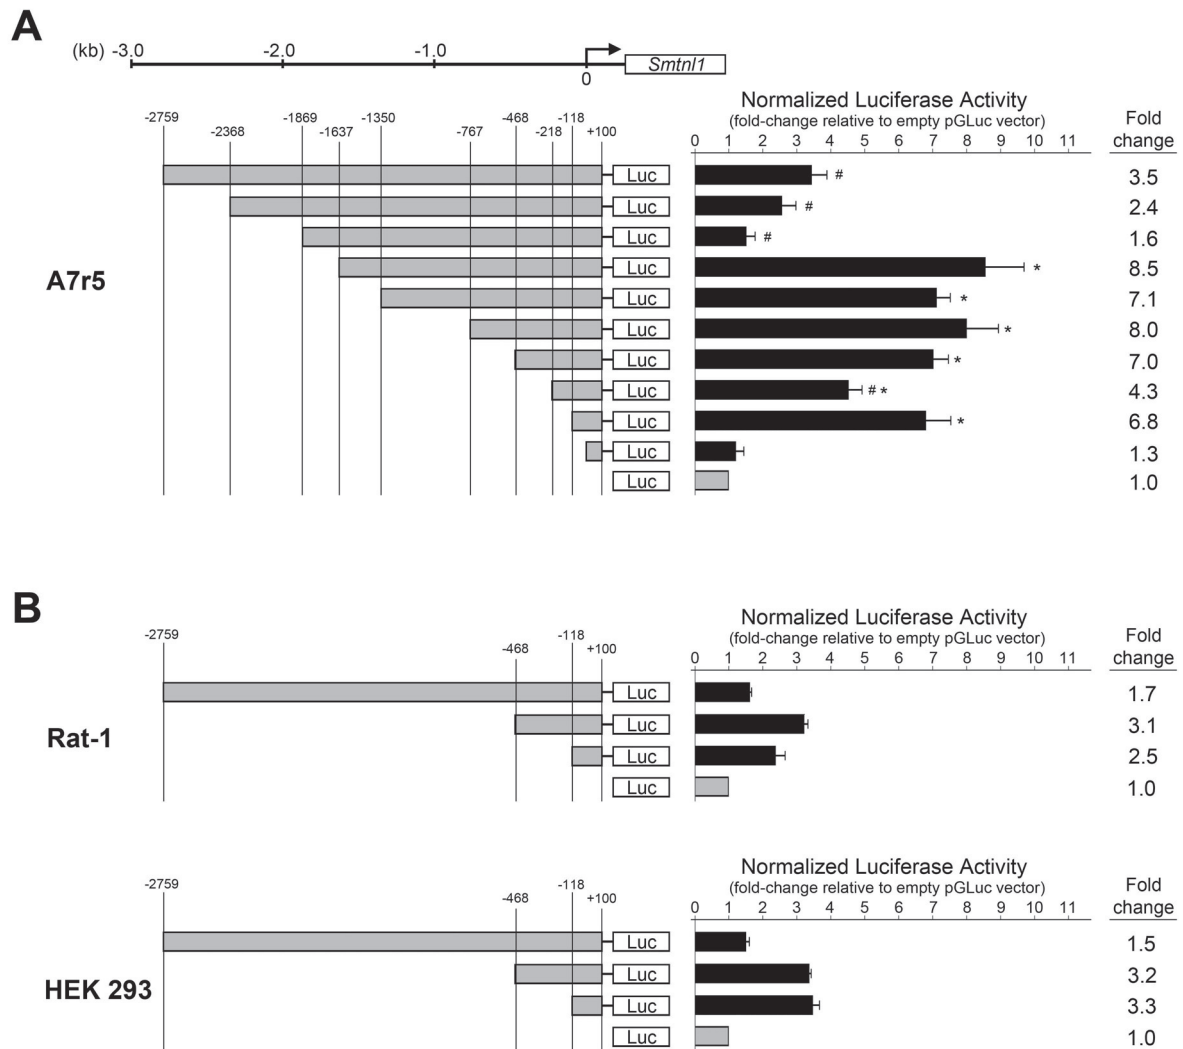 A
(kb) -3.0 -2.0 -1.0 0 Smtnl1
Normalized Luciferase Activity
(fold-change relative to empty pGLuc vector)
Fold change
-2759 -2368 -1869 -1637 -1350 -767 -468 -218 -118 +100
0 1 2 3 4 5 6 7 8 9 10 11
A7r5
Luc # 3.5
Luc # 2.4
Luc # 1.6
Luc * 8.5
Luc * 7.1
Luc * 8.0
Luc * 7.0
Luc # * 4.3
Luc * 6.8
Luc 1.3
Luc 1.0
B
Normalized Luciferase Activity
(fold-change relative to empty pGLuc vector)
Fold change
-2759 -468 -118 +100
0 1 2 3 4 5 6 7 8 9 10 11
Rat-1
Luc 1.7
Luc 3.1
Luc 2.5
Luc 1.0
Normalized Luciferase Activity
(fold-change relative to empty pGLuc vector)
Fold change
-2759 -468 -118 +100
0 1 2 3 4 5 6 7 8 9 10 11
HEK 293
Luc 1.5
Luc 3.2
Luc 3.3
Luc 1.0